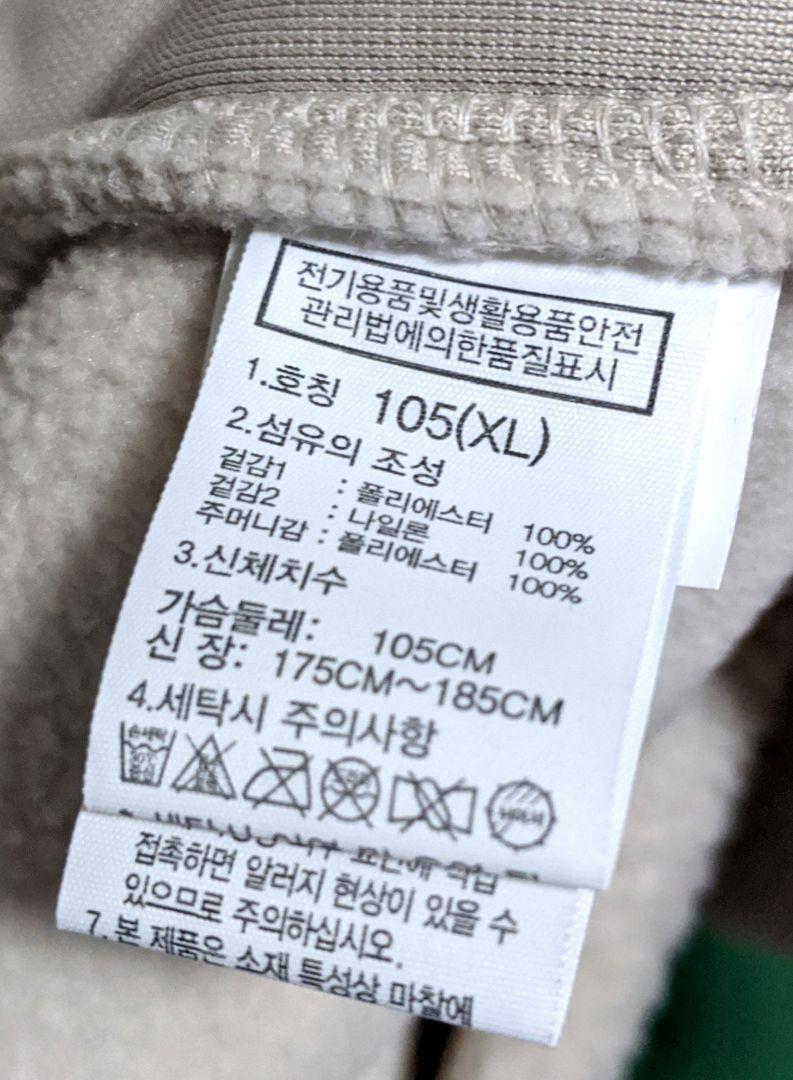 전기용품및생활용품안전
관리법에의한품질표시
1.호칭 105(XL)
2.섬유의 조성
겉감1 : 폴리에스터 100%
겉감2 : 나일론 100%
주머니감 : 폴리에스터 100%
3.신체치수
가슴둘레: 105CM
신 장: 175CM~185CM
4.세탁시 주의사항
손세탁
접촉하면 알러지 현상이 있을 수
있으므로 주의하십시오.
7.본 제품은 소재 특성상 마찰에